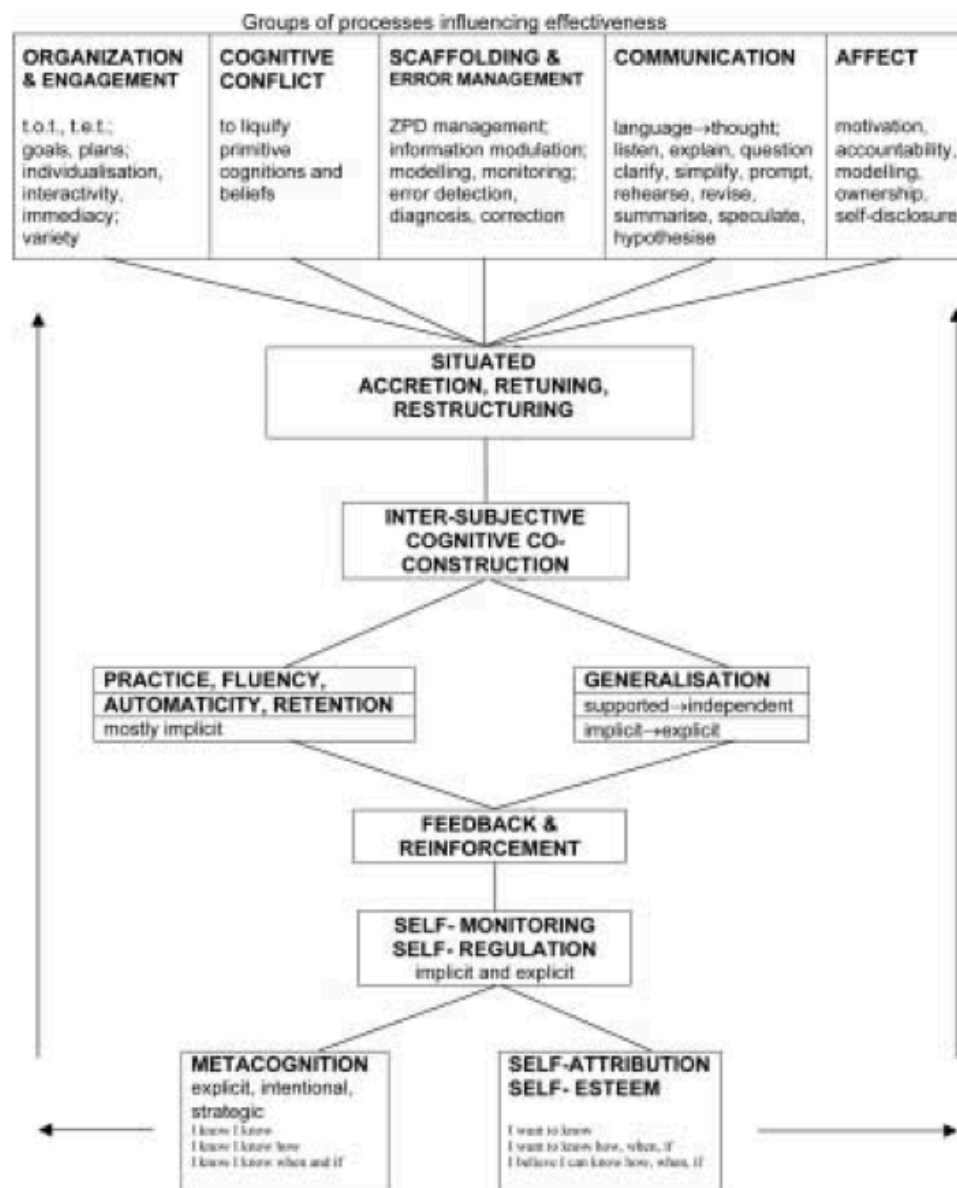 Groups of processes influencing effectiveness
ORGANIZATION
& ENGAGEMENT
t.o.t., t.e.t.;
goals, plans;
individualisation,
interactivity,
immediacy;
variety
COGNITIVE
CONFLICT
to liquify
primitive
cognitions and
beliefs
SCAFFOLDING &
ERROR MANAGEMENT
ZPD management;
information modulation;
modelling, monitoring;
error detection,
diagnosis, correction
COMMUNICATION
language→thought;
listen, explain, question
clarify, simplify, prompt,
rehearse, revise,
summarise, speculate,
hypothesise
AFFECT
motivation,
accountability,
modelling,
ownership,
self-disclosure
SITUATED
ACCRETION, RETUNING,
RESTRUCTURING
INTER-SUBJECTIVE
COGNITIVE CO-
CONSTRUCTION
PRACTICE, FLUENCY,
AUTOMATICITY, RETENTION
mostly implicit
GENERALISATION
supported→independent
implicit→explicit
FEEDBACK &
REINFORCEMENT
SELF- MONITORING
SELF- REGULATION
implicit and explicit
METACOGNITION
explicit, intentional,
strategic
I know I know
I know I know how
I know I know when and if
SELF-ATTRIBUTION
SELF- ESTEEM
I want to know
I want to know how, when, if
I believe I can know how, when, if